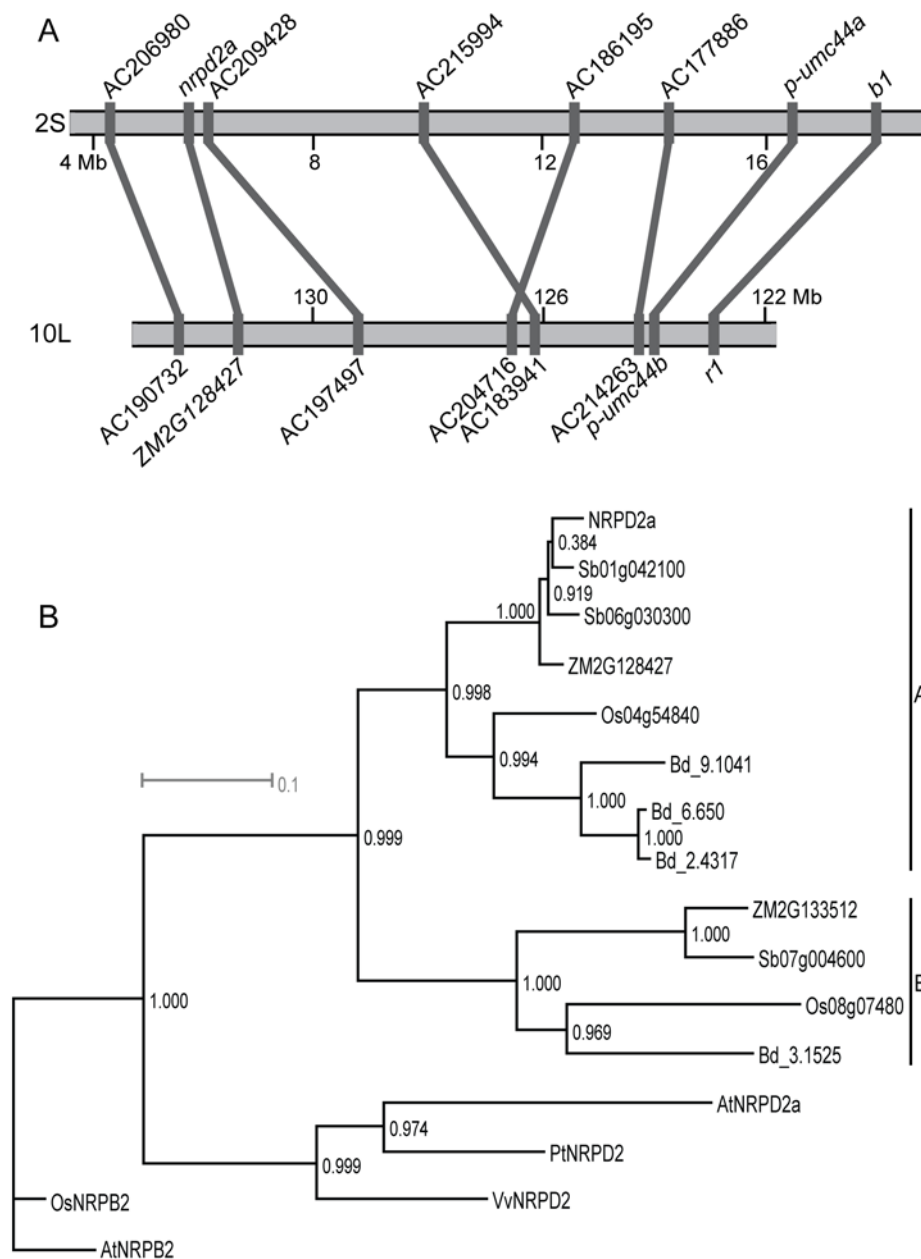 A
AC206980
nrpd2a
AC209428
AC215994
AC186195
AC177886
p-umc44a
b1
2S
4 Mb
8
12
16
130
126
122 Mb
10L
AC190732
ZM2G128427
AC197497
AC204716
AC183941
AC214263
p-umc44b
r1
B
NRPD2a
0.384
Sb01g042100
0.919
1.000
Sb06g030300
ZM2G128427
0.998
A
Os04g54840
0.994
Bd_9.1041
0.1
1.000
Bd_6.650
1.000
0.999
Bd_2.4317
ZM2G133512
1.000
Sb07g004600
1.000
1.000
Os08g07480
0.969
Bd_3.1525
AtNRPD2a
0.974
PtNRPD2
0.999
OsNRPB2
VvNRPD2
AtNRPB2